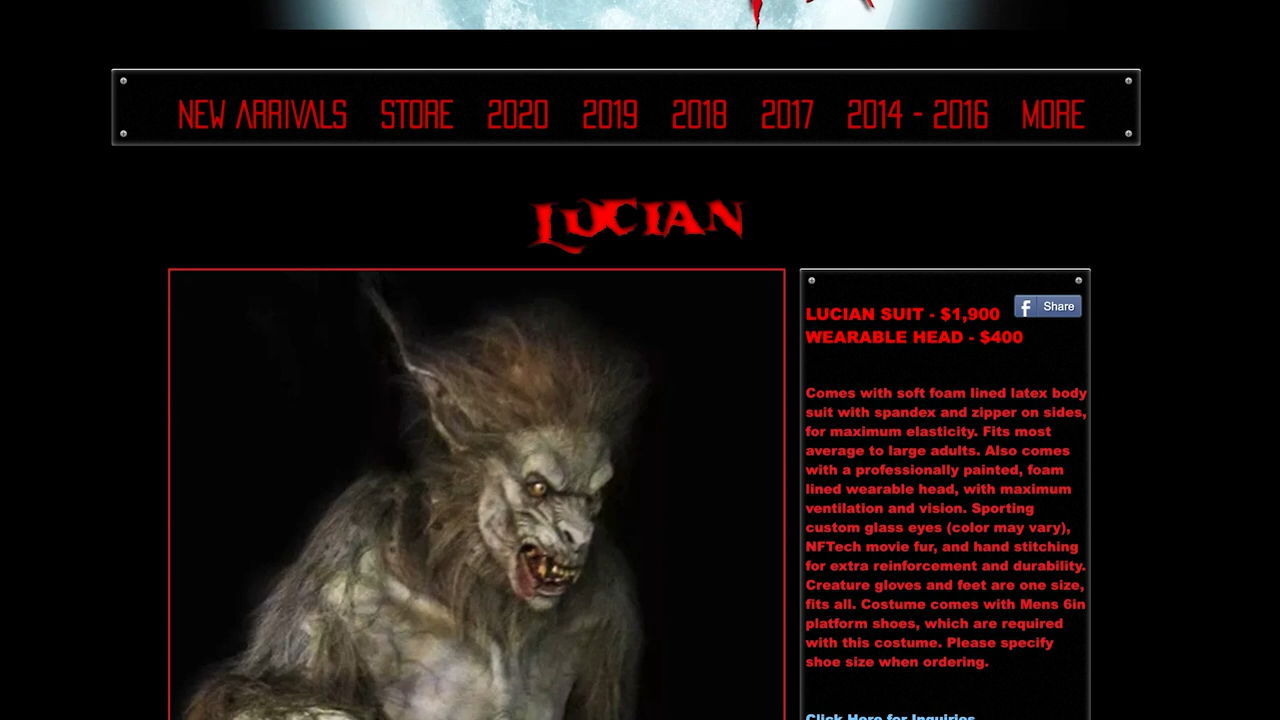 NEW ARRIVALS STORE 2020 2019 2018 2017 2014 - 2016 MORE
LUCIAN
f Share
LUCIAN SUIT - $1,900
WEARABLE HEAD - $400
Comes with soft foam lined latex body
suit with spandex and zipper on sides,
for maximum elasticity. Fits most
average to large adults. Also comes
with a professionally painted, foam
lined wearable head, with maximum
ventilation and vision. Sporting
custom glass eyes (color may vary),
NFTech movie fur, and hand stitching
for extra reinforcement and durability.
Creature gloves and feet are one size,
fits all. Costume comes with Mens 6in
platform shoes, which are required
with this costume. Please specify
shoe size when ordering.
Click Here for Inquiries